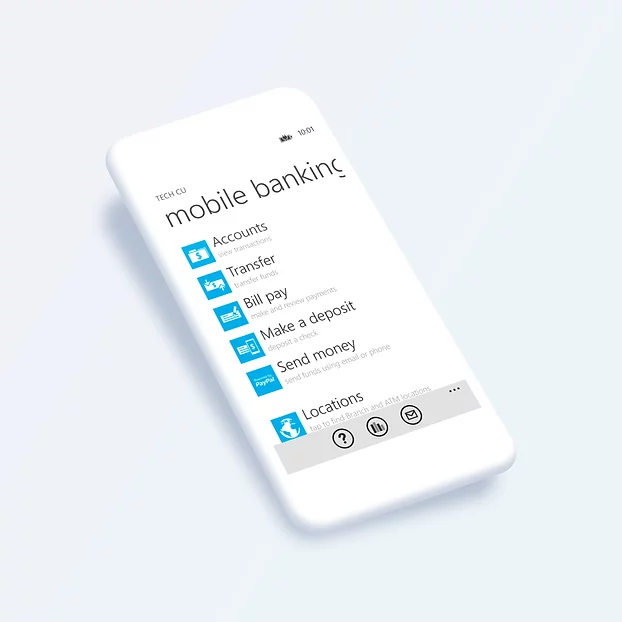 10:01
TECH CU
mobile banking
Accounts
view transactions
Transfer
transfer funds
Bill pay
make and review payments
Make a deposit
deposit a check
Send money
send funds using email or phone
PayPal
Locations
tap to find Branch and ATM locations
?